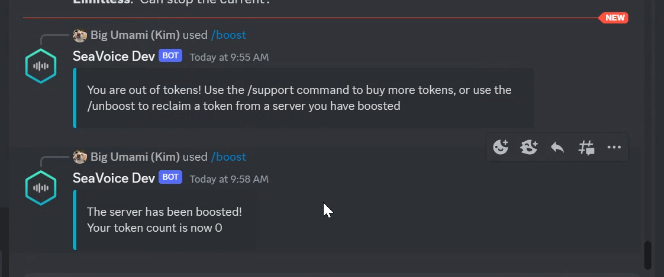 Limitless: Can stop the current?
NEW
Big Umami (Kim) used /boost
SeaVoice Dev BOT Today at 9:55 AM
You are out of tokens! Use the /support command to buy more tokens, or use the
/unboost to reclaim a token from a server you have boosted
Big Umami (Kim) used /boost
SeaVoice Dev BOT Today at 9:58 AM
The server has been boosted!
Your token count is now 0